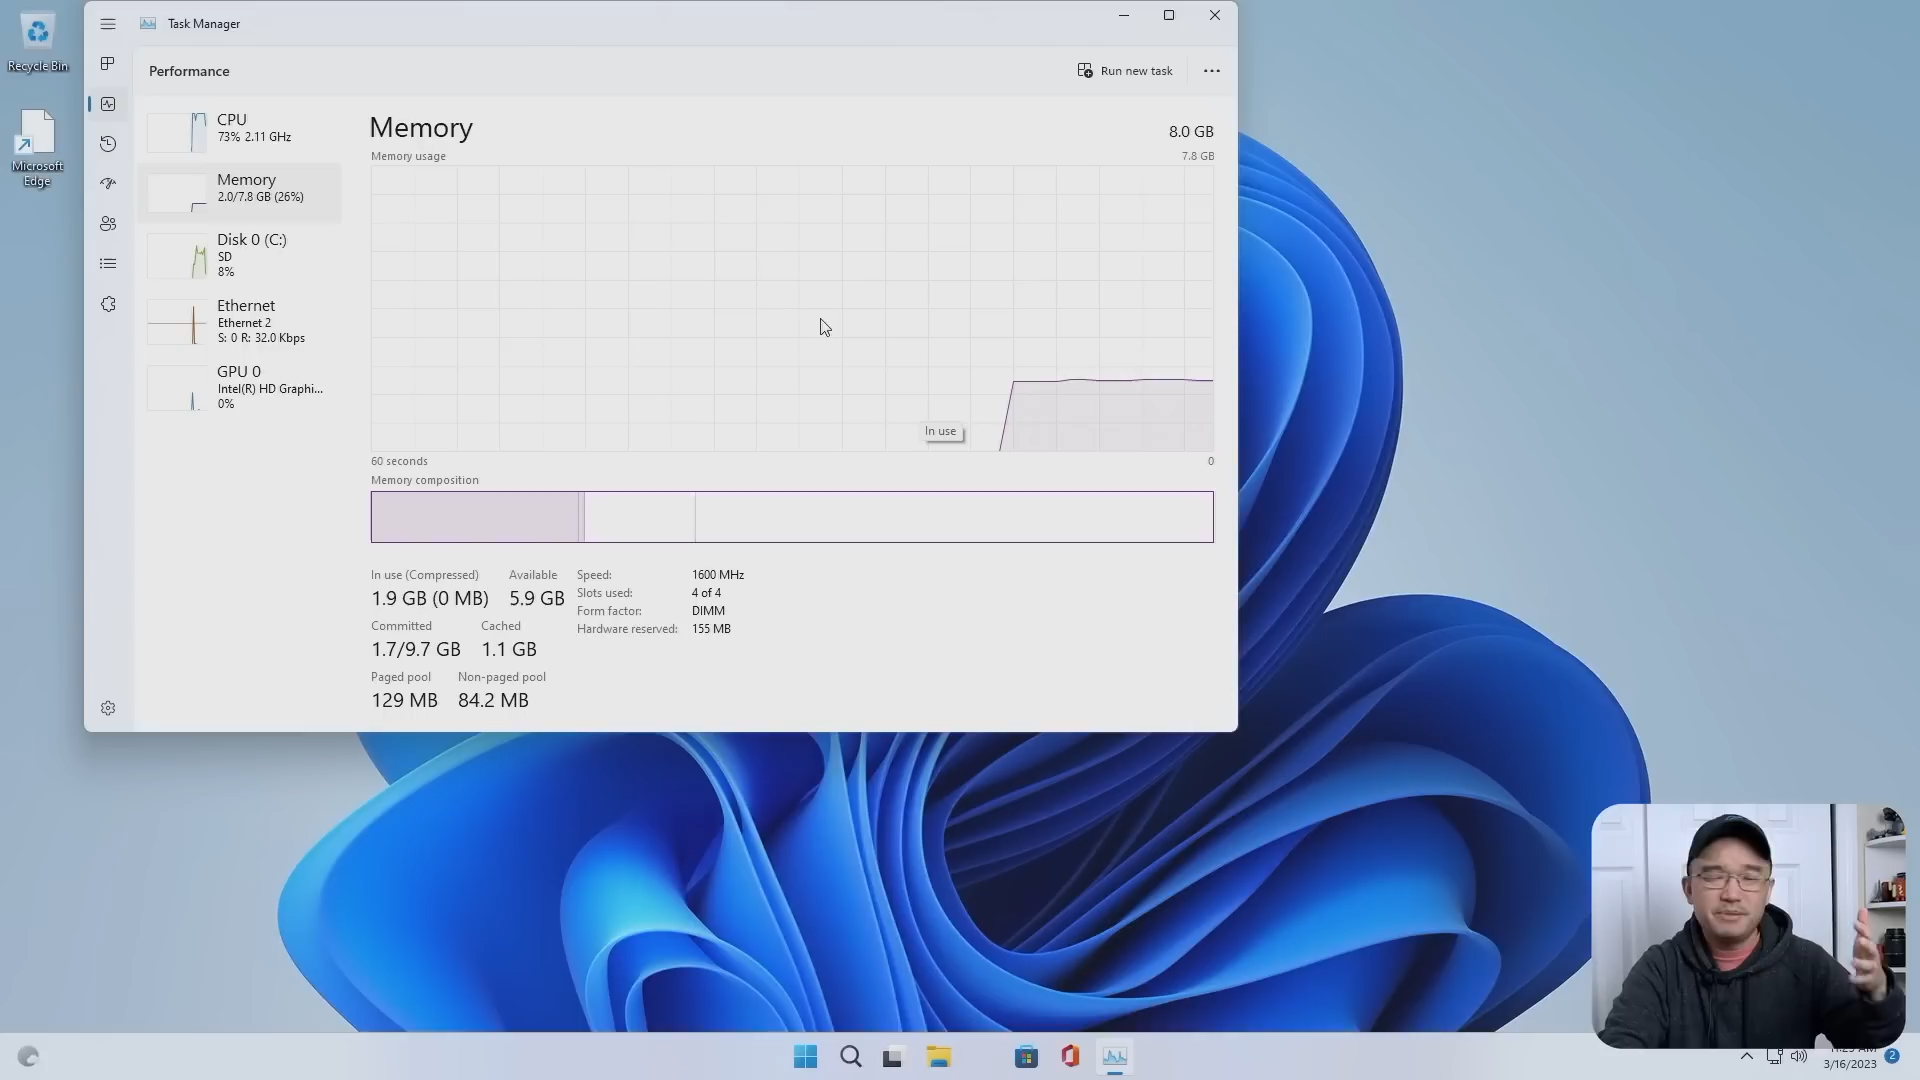 Recycle Bin
Microsoft
Edge
Task Manager
Performance
Run new task
CPU
73% 2.11 GHz
Memory
2.0/7.8 GB (26%)
Disk 0 (C:)
SD
8%
Ethernet
Ethernet 2
S: 0 R: 32.0 Kbps
GPU 0
Intel(R) HD Graphi...
0%
Memory
8.0 GB
Memory usage
7.8 GB
In use
60 seconds
0
Memory composition
In use (Compressed)
Available
1.9 GB (0 MB)
5.9 GB
Committed
Cached
1.7/9.7 GB
1.1 GB
Paged pool
Non-paged pool
129 MB
84.2 MB
Speed:
1600 MHz
Slots used:
4 of 4
Form factor:
DIMM
Hardware reserved:
155 MB
3/16/2023
2